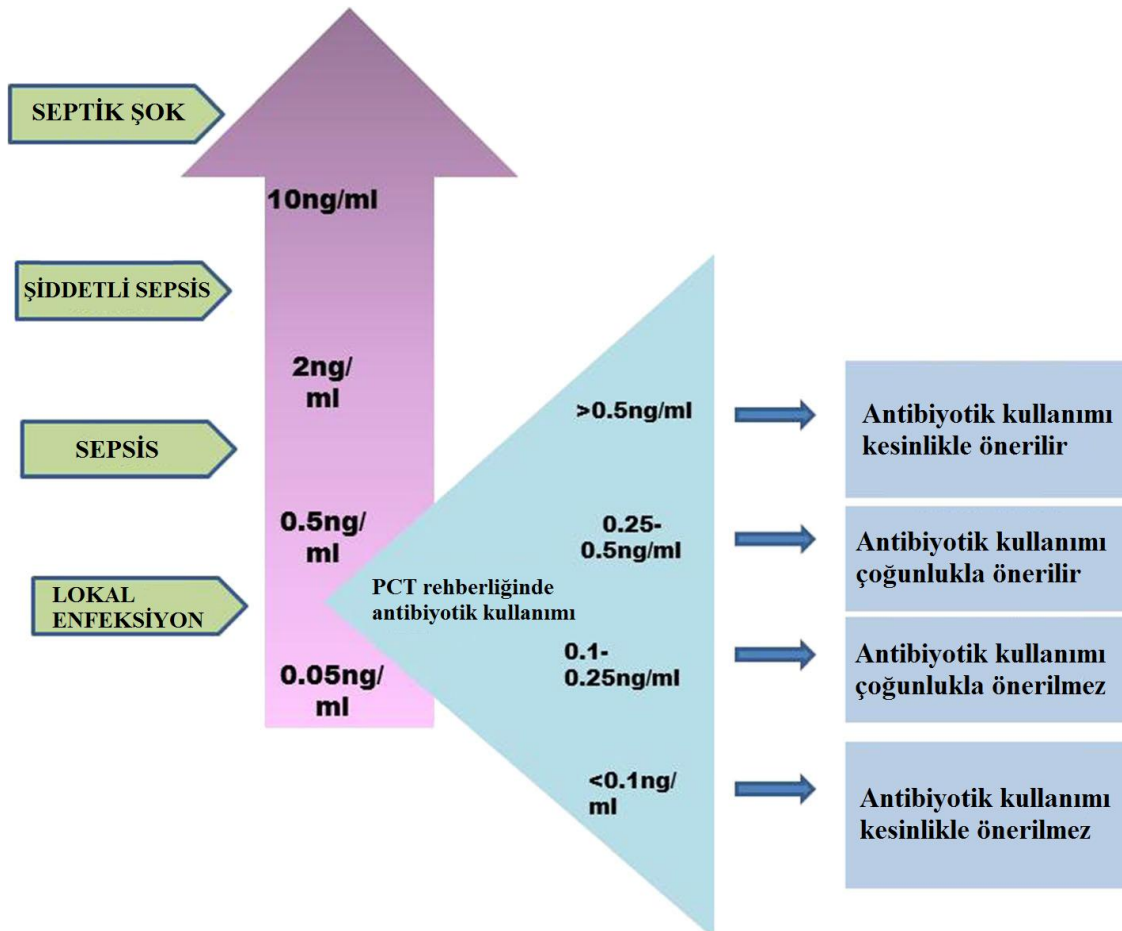 SEPTİK ŞOK
ŞİDDETLİ SEPSİS
SEPSİS
LOKAL
ENFEKSİYON
10ng/ml
2ng/
ml
0.5ng/
ml
0.05ng/
ml
PCT rehberliğinde
antibiyotik kullanımı
>0.5ng/ml
0.25-
0.5ng/ml
0.1-
0.25ng/ml
<0.1ng/
ml
Antibiyotik kullanımı
kesinlikle önerilir
Antibiyotik kullanımı
çoğunlukla önerilir
Antibiyotik kullanımı
çoğunlukla önerilmez
Antibiyotik kullanımı
kesinlikle önerilmez